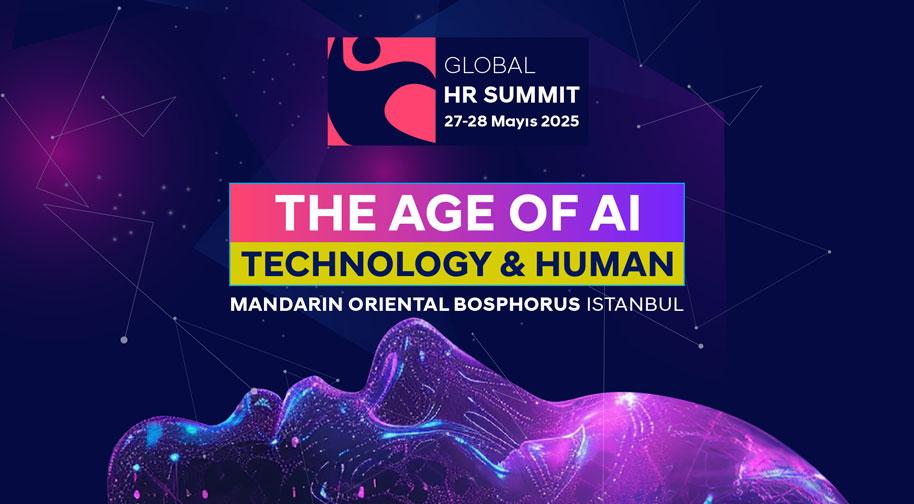 GLOBAL
HR SUMMIT
27-28 Mayıs 2025
THE AGE OF AI
TECHNOLOGY & HUMAN
MANDARIN ORIENTAL BOSPHORUS ISTANBUL